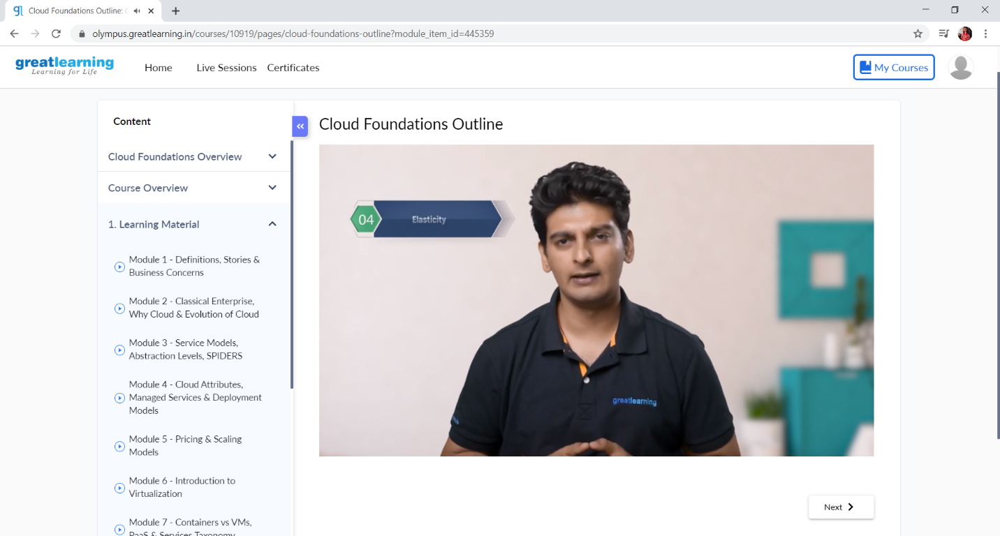 Cloud Foundations Outline:
olympus.greatlearning.in/courses/10919/pages/cloud-foundations-outline?module_item_id=445359
greatlearning
Learning for Life
Home
Live Sessions
Certificates
My Courses
Content
Cloud Foundations Overview
Course Overview
1. Learning Material
Module 1 - Definitions, Stories &
Business Concerns
Module 2 - Classical Enterprise,
Why Cloud & Evolution of Cloud
Module 3 - Service Models,
Abstraction Levels, SPIDERS
Module 4 - Cloud Attributes,
Managed Services & Deployment
Models
Module 5 - Pricing & Scaling
Models
Module 6 - Introduction to
Virtualization
Module 7 - Containers vs VMs,
PaaS & Services Taxonomy
Cloud Foundations Outline
04
Elasticity
greatlearning
Next